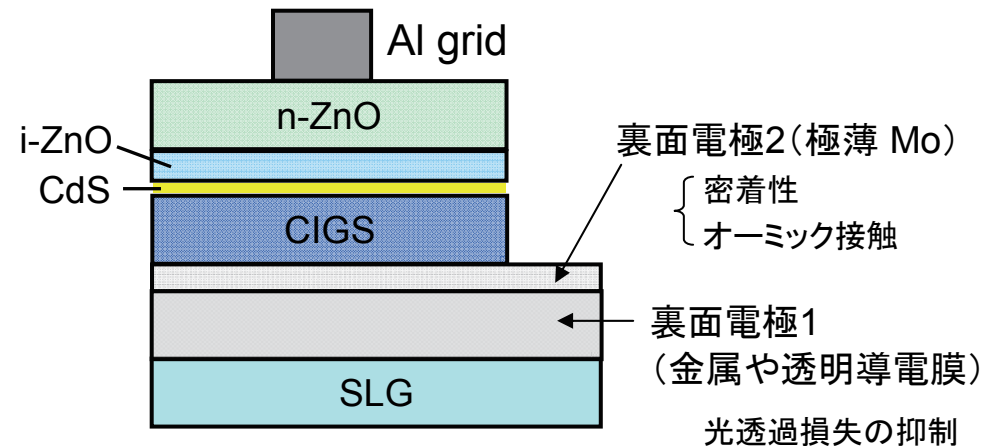 Al grid
n-ZnO
i-ZnO
CdS
CIGS
裏面電極2(極薄 Mo)
密着性
オーミック接触
裏面電極1
(金属や透明導電膜)
SLG
光透過損失の抑制